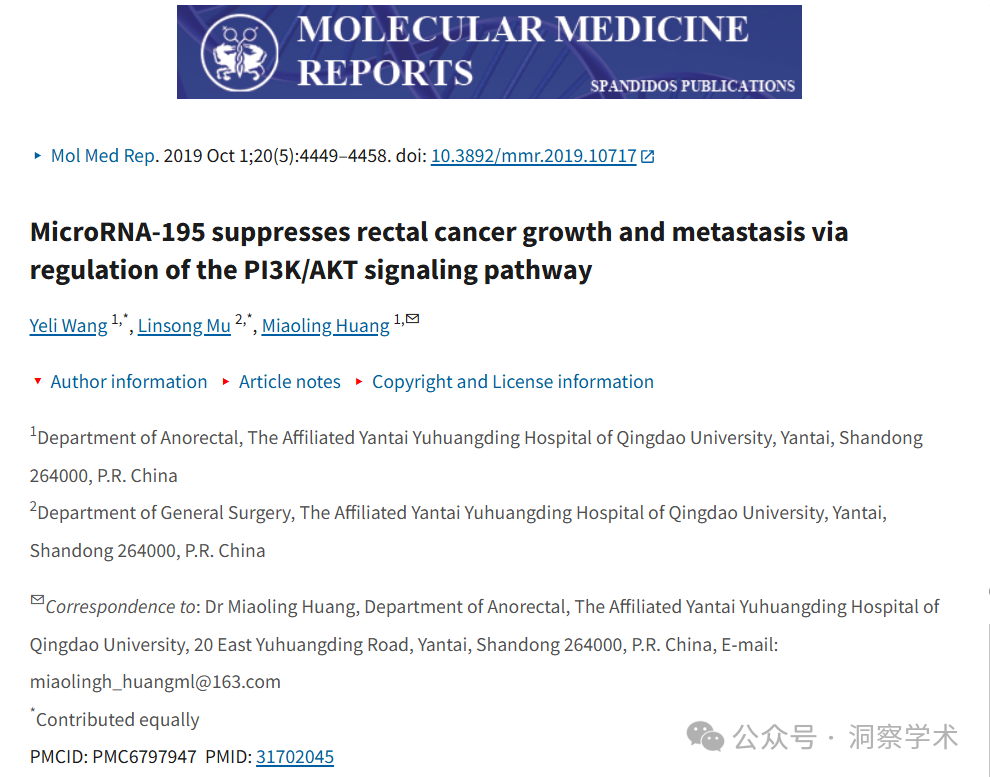 MOLECULAR MEDICINE
REPORTS
SPANDIDOS PUBLICATIONS
Mol Med Rep. 2019 Oct 1;20(5):4449–4458. doi: 10.3892/mmr.2019.10717
MicroRNA-195 suppresses rectal cancer growth and metastasis via
regulation of the PI3K/AKT signaling pathway
Yeli Wang 1,*, Linsong Mu 2,*, Miaoling Huang 1,✉
Author information Article notes Copyright and License information
1Department of Anorectal, The Affiliated Yantai Yuhuangding Hospital of Qingdao University, Yantai, Shandong
264000, P.R. China
2Department of General Surgery, The Affiliated Yantai Yuhuangding Hospital of Qingdao University, Yantai,
Shandong 264000, P.R. China
✉Correspondence to: Dr Miaoling Huang, Department of Anorectal, The Affiliated Yantai Yuhuangding Hospital of
Qingdao University, 20 East Yuhuangding Road, Yantai, Shandong 264000, P.R. China, E-mail:
miaolingh_huangml@163.com
*Contributed equally
PMCID: PMC6797947 PMID: 31702045
公众号 · 洞察学术